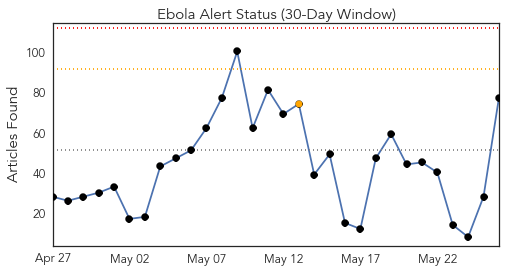 Ebola Alert Status (30-Day Window)
Articles Found
100
80
60
40
20
Apr 27
May 02
May 07
May 12
May 17
May 22